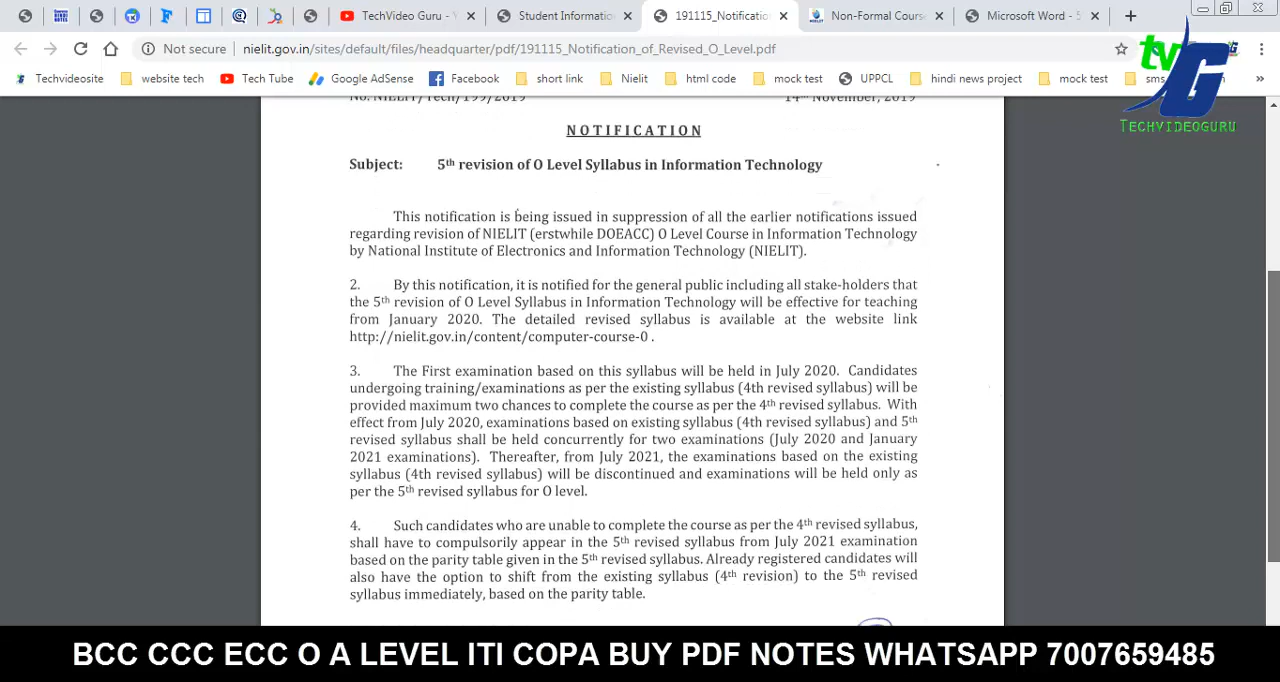 TechVideo Guru - Y
Student Informatio
191115_Notification
Non-Formal Course
Microsoft Word - 5
Not secure
nielit.gov.in/sites/default/files/headquarter/pdf/191115_Notification_of_Revised_O_Level.pdf
Techvideosite
website tech
Tech Tube
Google AdSense
Facebook
short link
Nielit
html code
mock test
UPPCL
hindi news project
mock test
sms
»
tv G
TECHVIDEOGURU
No. NIELIT/Tech/199/2019
14th November, 2019
NOTIFICATION
Subject: 5th revision of O Level Syllabus in Information Technology
This notification is being issued in suppression of all the earlier notifications issued
regarding revision of NIELIT (erstwhile DOEACC) O Level Course in Information Technology
by National Institute of Electronics and Information Technology (NIELIT).
2. By this notification, it is notified for the general public including all stake-holders that
the 5th revision of O Level Syllabus in Information Technology will be effective for teaching
from January 2020. The detailed revised syllabus is available at the website link
http://nielit.gov.in/content/computer-course-0 .
3. The First examination based on this syllabus will be held in July 2020. Candidates
undergoing training/examinations as per the existing syllabus (4th revised syllabus) will be
provided maximum two chances to complete the course as per the 4th revised syllabus. With
effect from July 2020, examinations based on existing syllabus (4th revised syllabus) and 5th
revised syllabus shall be held concurrently for two examinations (July 2020 and January
2021 examinations). Thereafter, from July 2021, the examinations based on the existing
syllabus (4th revised syllabus) will be discontinued and examinations will be held only as
per the 5th revised syllabus for O level.
4. Such candidates who are unable to complete the course as per the 4th revised syllabus,
shall have to compulsorily appear in the 5th revised syllabus from July 2021 examination
based on the parity table given in the 5th revised syllabus. Already registered candidates will
also have the option to shift from the existing syllabus (4th revision) to the 5th revised
syllabus immediately, based on the parity table.
BCC CCC ECC O A LEVEL ITI COPA BUY PDF NOTES WHATSAPP 7007659485